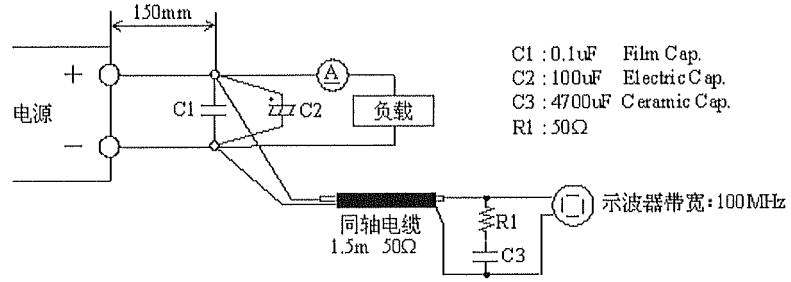 150mm
+
电源
−
C1
C2
A
负载
C1 : 0.1uF Film Cap.
C2 : 100uF Electric Cap.
C3 : 4700uF Ceramic Cap.
R1 : 50Ω
同轴电缆
1.5m 50Ω
R1
C3
示波器带宽：100MHz